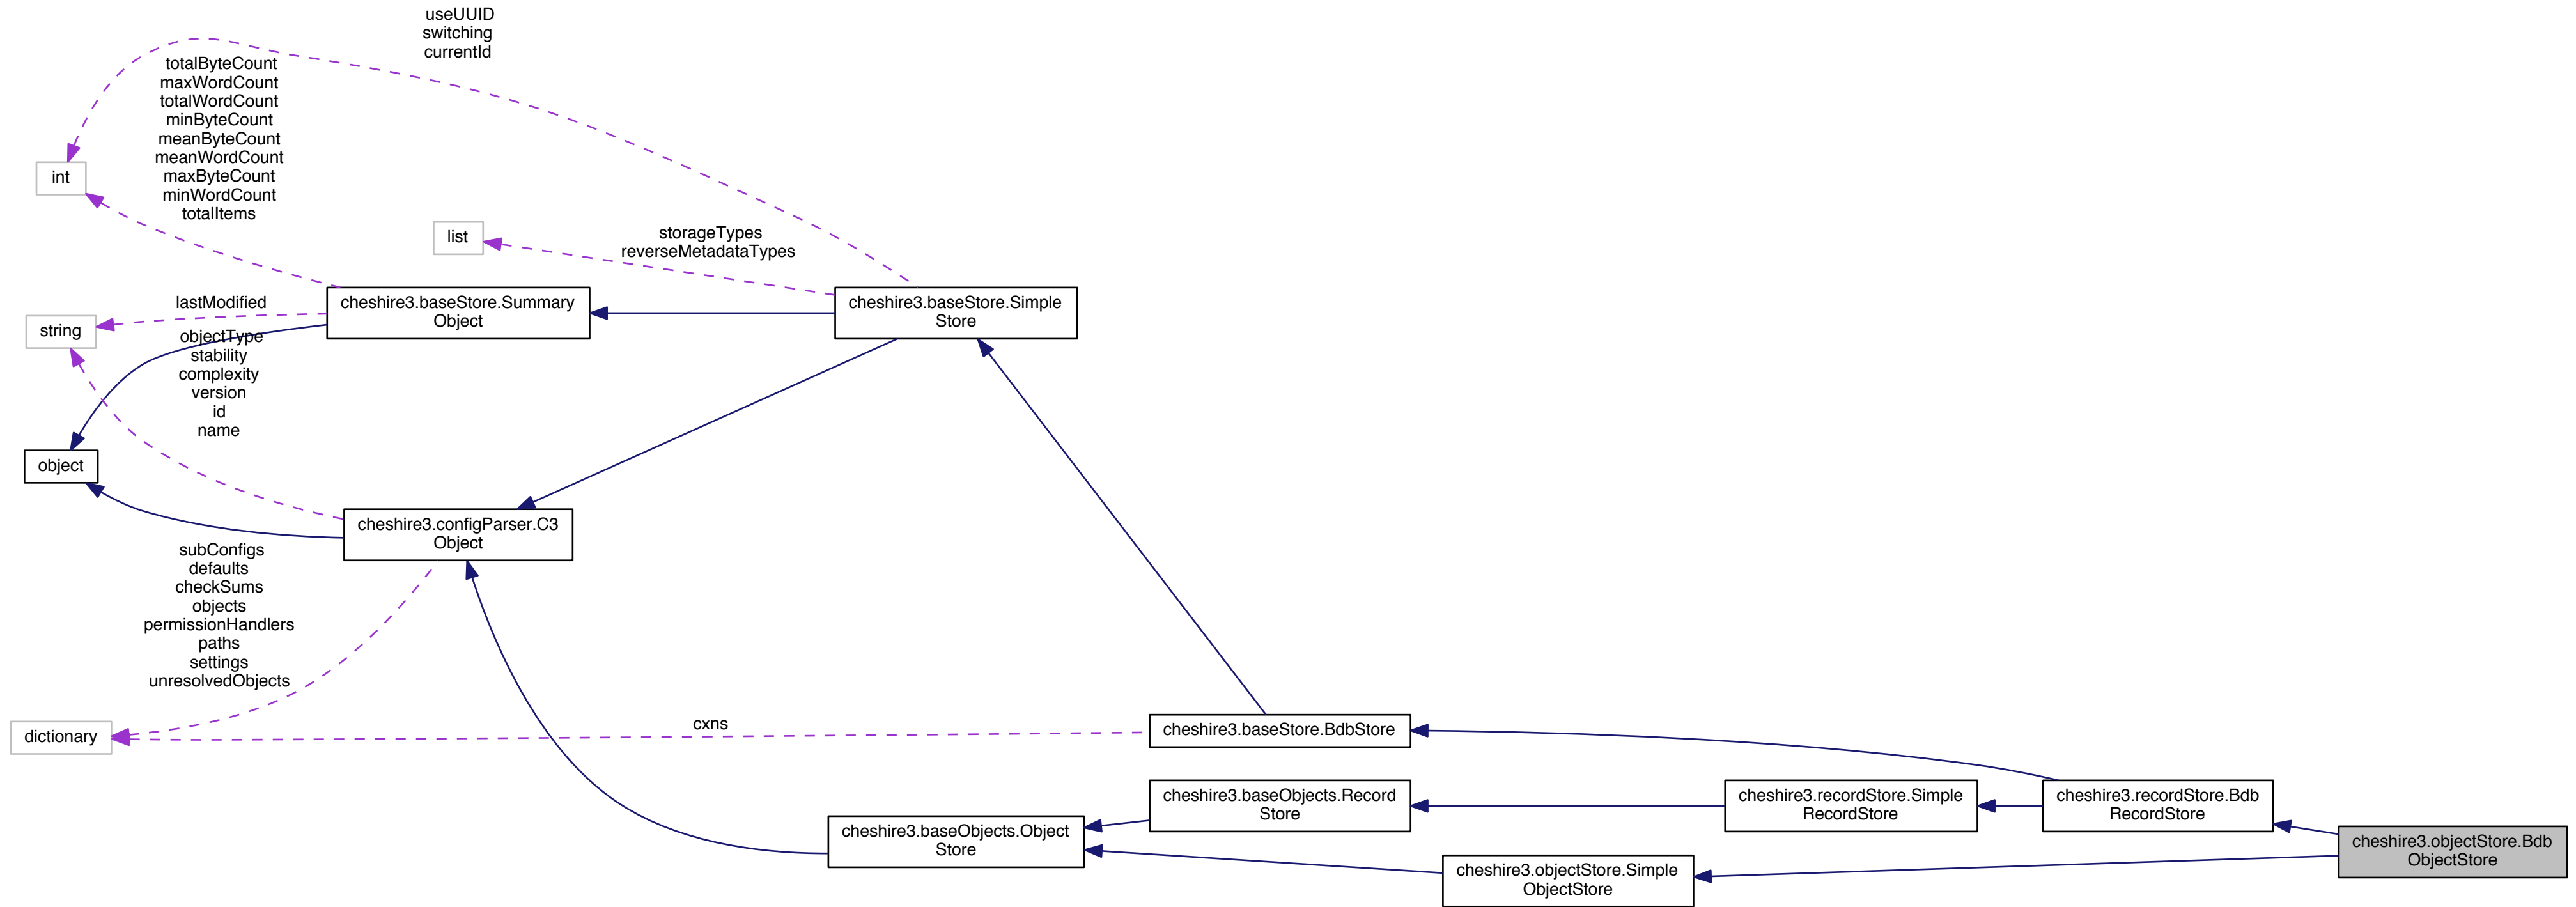 useUUID
switching
currentId
totalByteCount
maxWordCount
totalWordCount
minByteCount
meanByteCount
meanWordCount
maxByteCount
minWordCount
totalItems
int
list
storageTypes
reverseMetadataTypes
cheshire3.baseStore.Summary
Object
cheshire3.baseStore.Simple
Store
lastModified
string
objectType
stability
complexity
version
id
name
object
cheshire3.configParser.C3
Object
subConfigs
defaults
checkSums
objects
permissionHandlers
paths
settings
unresolvedObjects
dictionary
cxns
cheshire3.baseStore.BdbStore
cheshire3.baseObjects.Record
Store
cheshire3.recordStore.Simple
RecordStore
cheshire3.recordStore.Bdb
RecordStore
cheshire3.baseObjects.Object
Store
cheshire3.objectStore.Simple
ObjectStore
cheshire3.objectStore.Bdb
ObjectStore